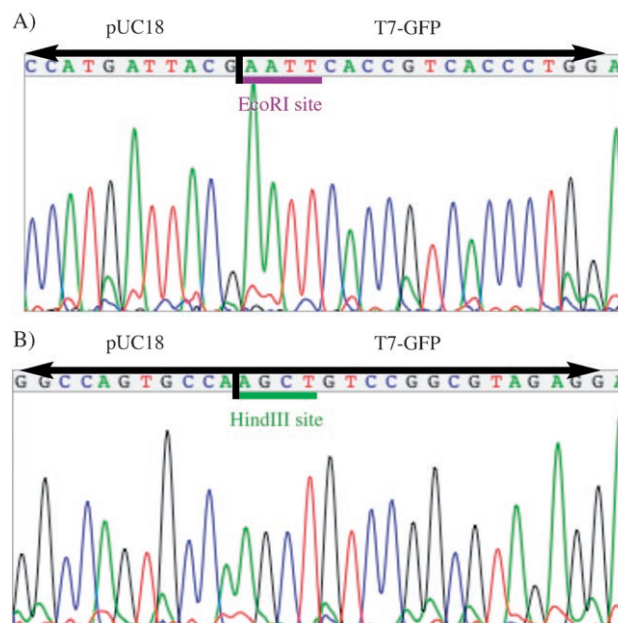 A)
pUC18 T7-GFP
CCATGATTACGAATTCACCGTCACCCTGGA
EcoRI site
B)
pUC18 T7-GFP
GGCCAGTGCCAAGCTGTCCGGCGTAGAGGA
HindIII site